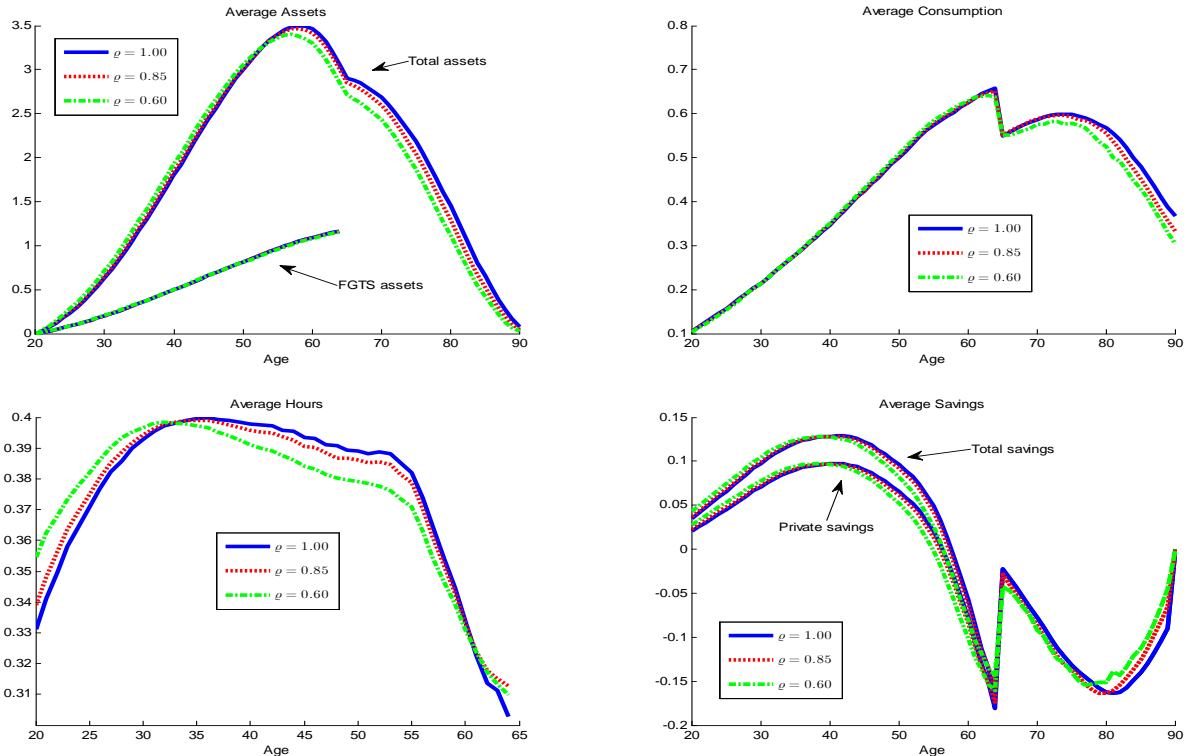 Average Assets
3.5
3
2.5
2
1.5
1
0.5
0
20 30 40 50 60 70 80 90
Age
ϱ = 1.00
ϱ = 0.85
ϱ = 0.60
Total assets
FGTS assets
Average Consumption
0.8
0.7
0.6
0.5
0.4
0.3
0.2
0.1
20 30 40 50 60 70 80 90
Age
ϱ = 1.00
ϱ = 0.85
ϱ = 0.60
Average Hours
0.4
0.39
0.38
0.37
0.36
0.35
0.34
0.33
0.32
0.31
20 25 30 35 40 45 50 55 60 65
Age
ϱ = 1.00
ϱ = 0.85
ϱ = 0.60
Average Savings
0.15
0.1
0.05
0
-0.05
-0.1
-0.15
-0.2
20 30 40 50 60 70 80 90
Age
Total savings
Private savings
ϱ = 1.00
ϱ = 0.85
ϱ = 0.60